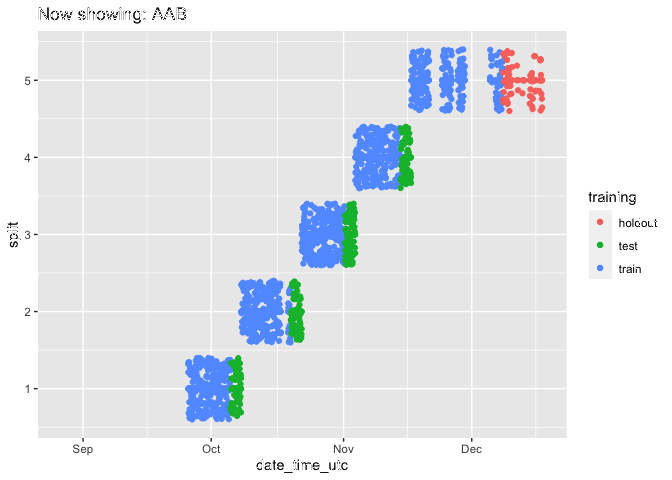 Now showing: AAB
split
5
4
3
2
1
Sep Oct Nov Dec
date_time_utc
training
holdout
test
train